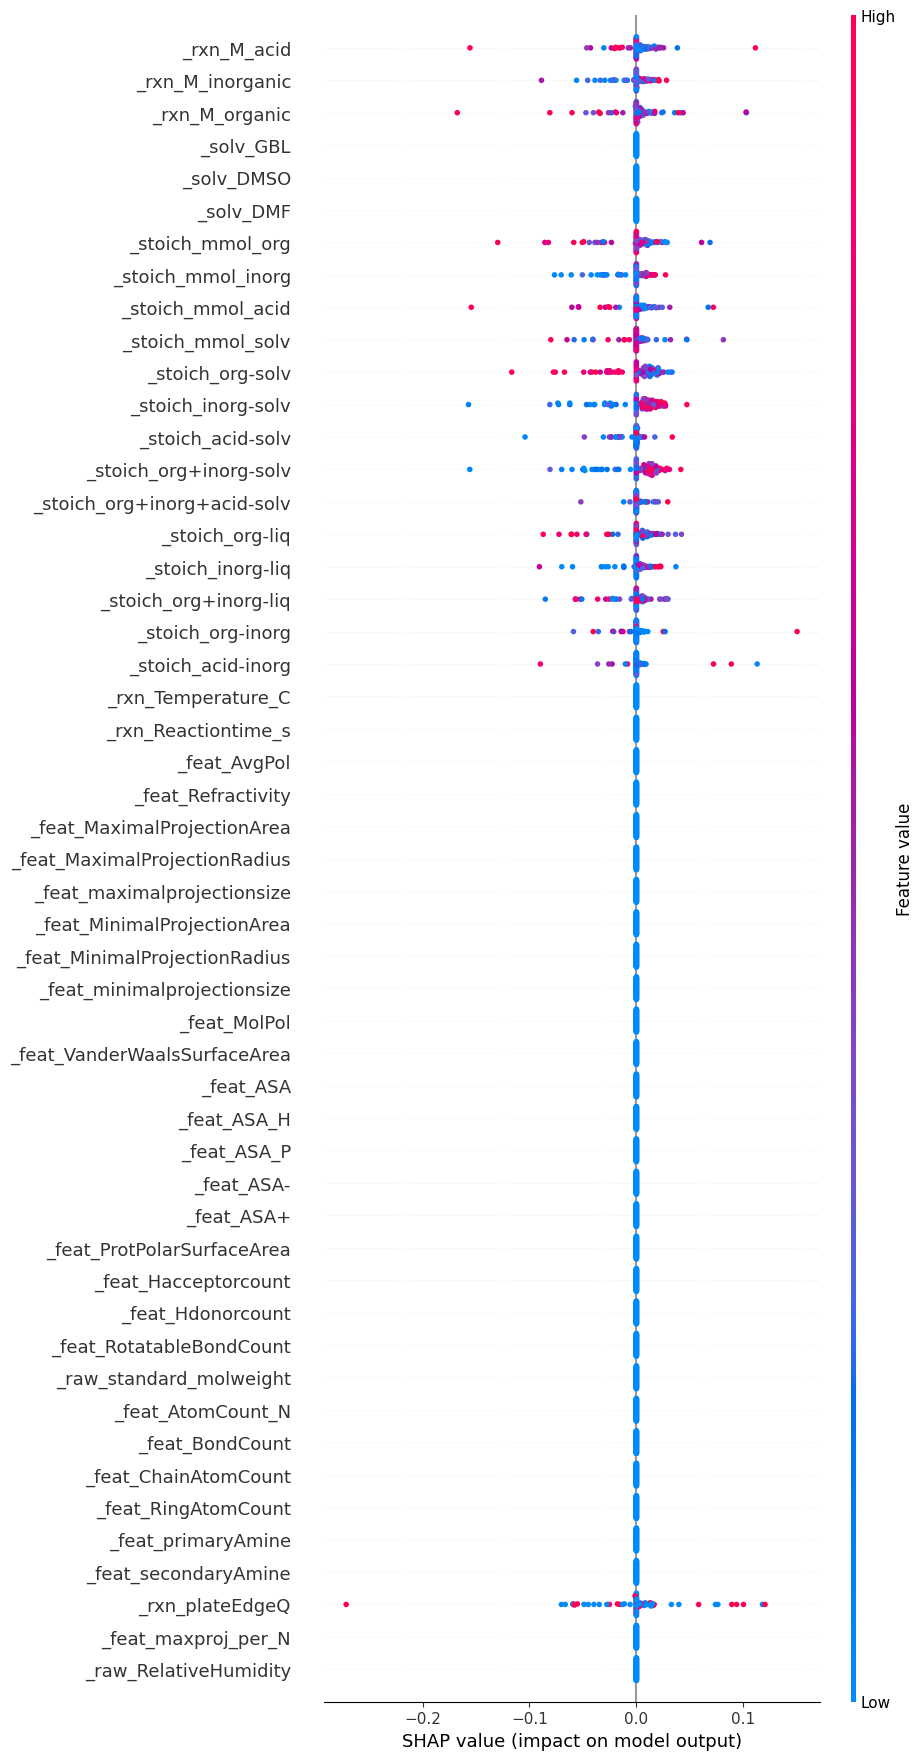 High
_rxn_M_acid
_rxn_M_inorganic
_rxn_M_organic
_solv_GBL
_solv_DMSO
_solv_DMF
_stoich_mmol_org
_stoich_mmol_inorg
_stoich_mmol_acid
_stoich_mmol_solv
_stoich_org-solv
_stoich_inorg-solv
_stoich_acid-solv
_stoich_org+inorg-solv
_stoich_org+inorg+acid-solv
_stoich_org-liq
_stoich_inorg-liq
_stoich_org+inorg-liq
_stoich_org-inorg
_stoich_acid-inorg
_rxn_Temperature_C
_rxn_Reactiontime_s
_feat_AvgPol
_feat_Refractivity
_feat_MaximalProjectionArea
_feat_MaximalProjectionRadius
_feat_maximalprojectionsize
_feat_MinimalProjectionArea
_feat_MinimalProjectionRadius
_feat_minimalprojectionsize
_feat_MolPol
_feat_VanderWaalsSurfaceArea
_feat_ASA
_feat_ASA_H
_feat_ASA_P
_feat_ASA-
_feat_ASA+
_feat_ProtPolarSurfaceArea
_feat_Hacceptorcount
_feat_Hdonorcount
_feat_RotatableBondCount
_raw_standard_molweight
_feat_AtomCount_N
_feat_BondCount
_feat_ChainAtomCount
_feat_RingAtomCount
_feat_primaryAmine
_feat_secondaryAmine
_rxn_plateEdgeQ
_feat_maxproj_per_N
_raw_RelativeHumidity
Feature value
Low
−0.2 −0.1 0.0 0.1
SHAP value (impact on model output)